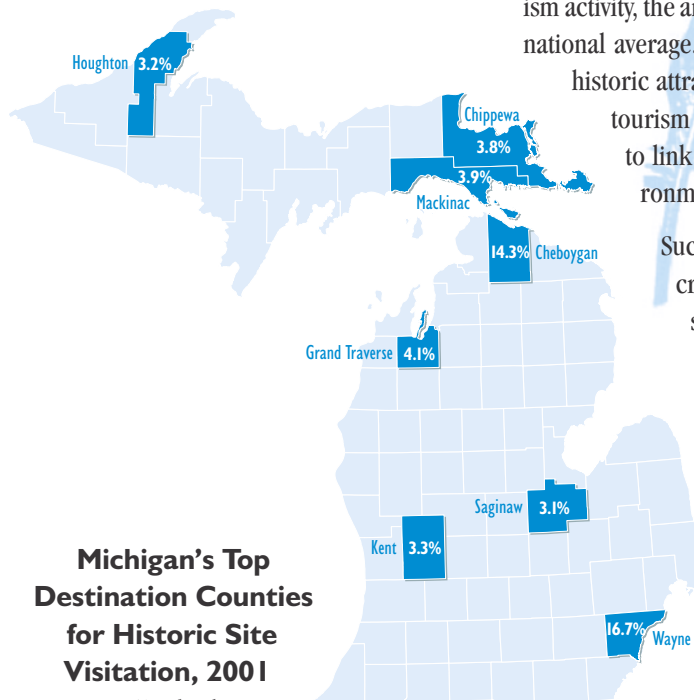 ism activity, the a
national average.
historic attra
tourism
to link
ronm
Suc
cr
s
Houghton 3.2%
Chippewa
3.8%
3.9%
Mackinac
14.3% Cheboygan
Grand Traverse 4.1%
Saginaw 3.1%
Kent 3.3%
16.7% Wayne
Michigan's Top
Destination Counties
for Historic Site
Visitation, 2001